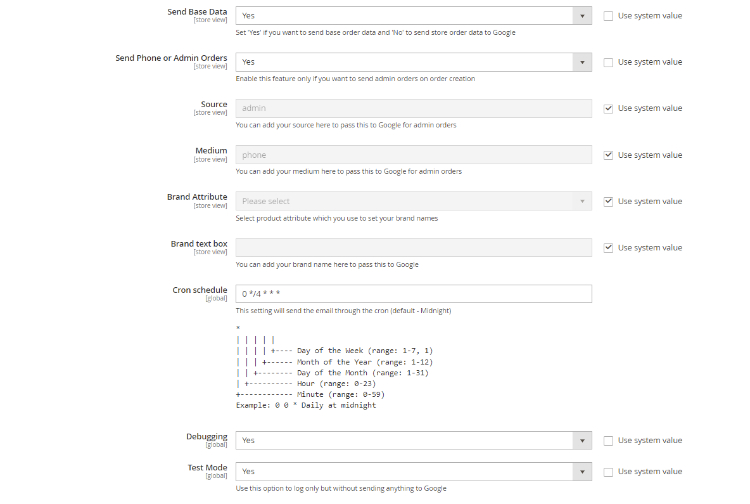 Send Base Data
[store view]
Yes
Use system value
Set 'Yes' if you want to send base order data and 'No' to send store order data to Google
Send Phone or Admin Orders
[store view]
Yes
Use system value
Enable this feature only if you want to send admin orders on order creation
Source
[store view]
admin
Use system value
You can add your source here to pass this to Google for admin orders
Medium
[store view]
phone
Use system value
You can add your medium here to pass this to Google for admin orders
Brand Attribute
[store view]
Please select
Use system value
Select product attribute which you use to set your brand names
Brand text box
[store view]
Use system value
You can add your brand name here to pass this to Google
Cron schedule
[global]
0 */4 * * *
This setting will send the email through the cron (default - Midnight)
*
| | | | |
| | | | +---- Day of the Week (range: 1-7, 1)
| | | +------ Month of the Year (range: 1-12)
| | +-------- Day of the Month (range: 1-31)
| +---------- Hour (range: 0-23)
+------------ Minute (range: 0-59)
Example: 0 0 * Daily at midnight
Debugging
[global]
Yes
Use system value
Test Mode
[global]
Yes
Use system value
Use this option to log only but without sending anything to Google